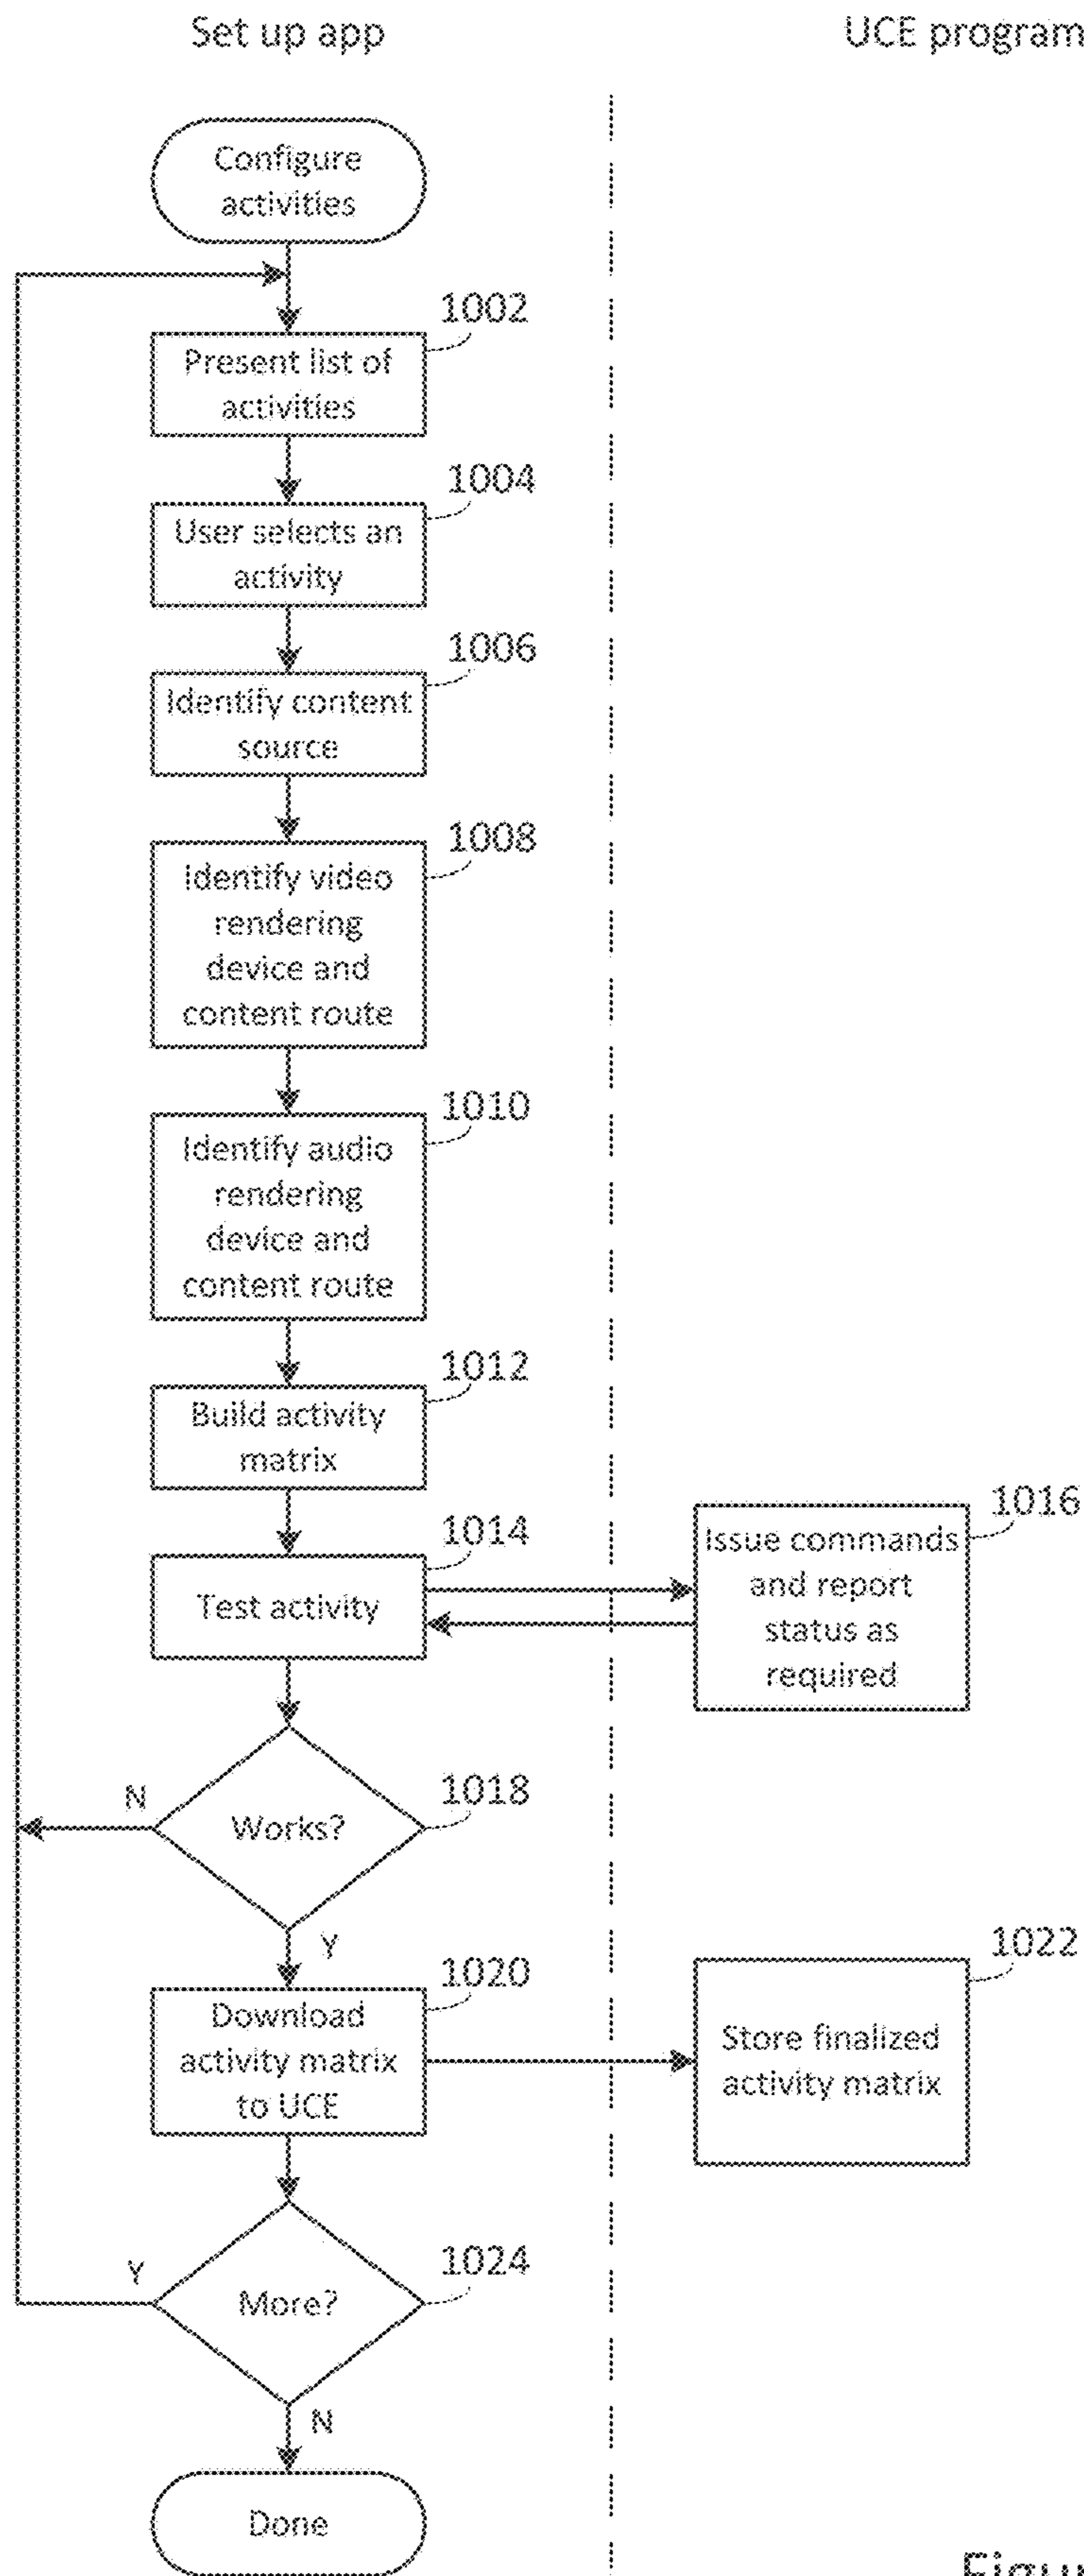 Set up app
UCE program
Configure
activities
1002
Present list of
activities
1004
User selects an
activity
1006
Identify content
source
1008
Identify video
rendering
device and
content route
1010
Identify audio
rendering
device and
content route
1012
Build activity
matrix
1014
Test activity
1016
Issue commands
and report
status as
required
1018
Works?
N
Y
1020
Download
activity matrix
to UCE
1022
Store finalized
activity matrix
1024
More?
Y
N
Done